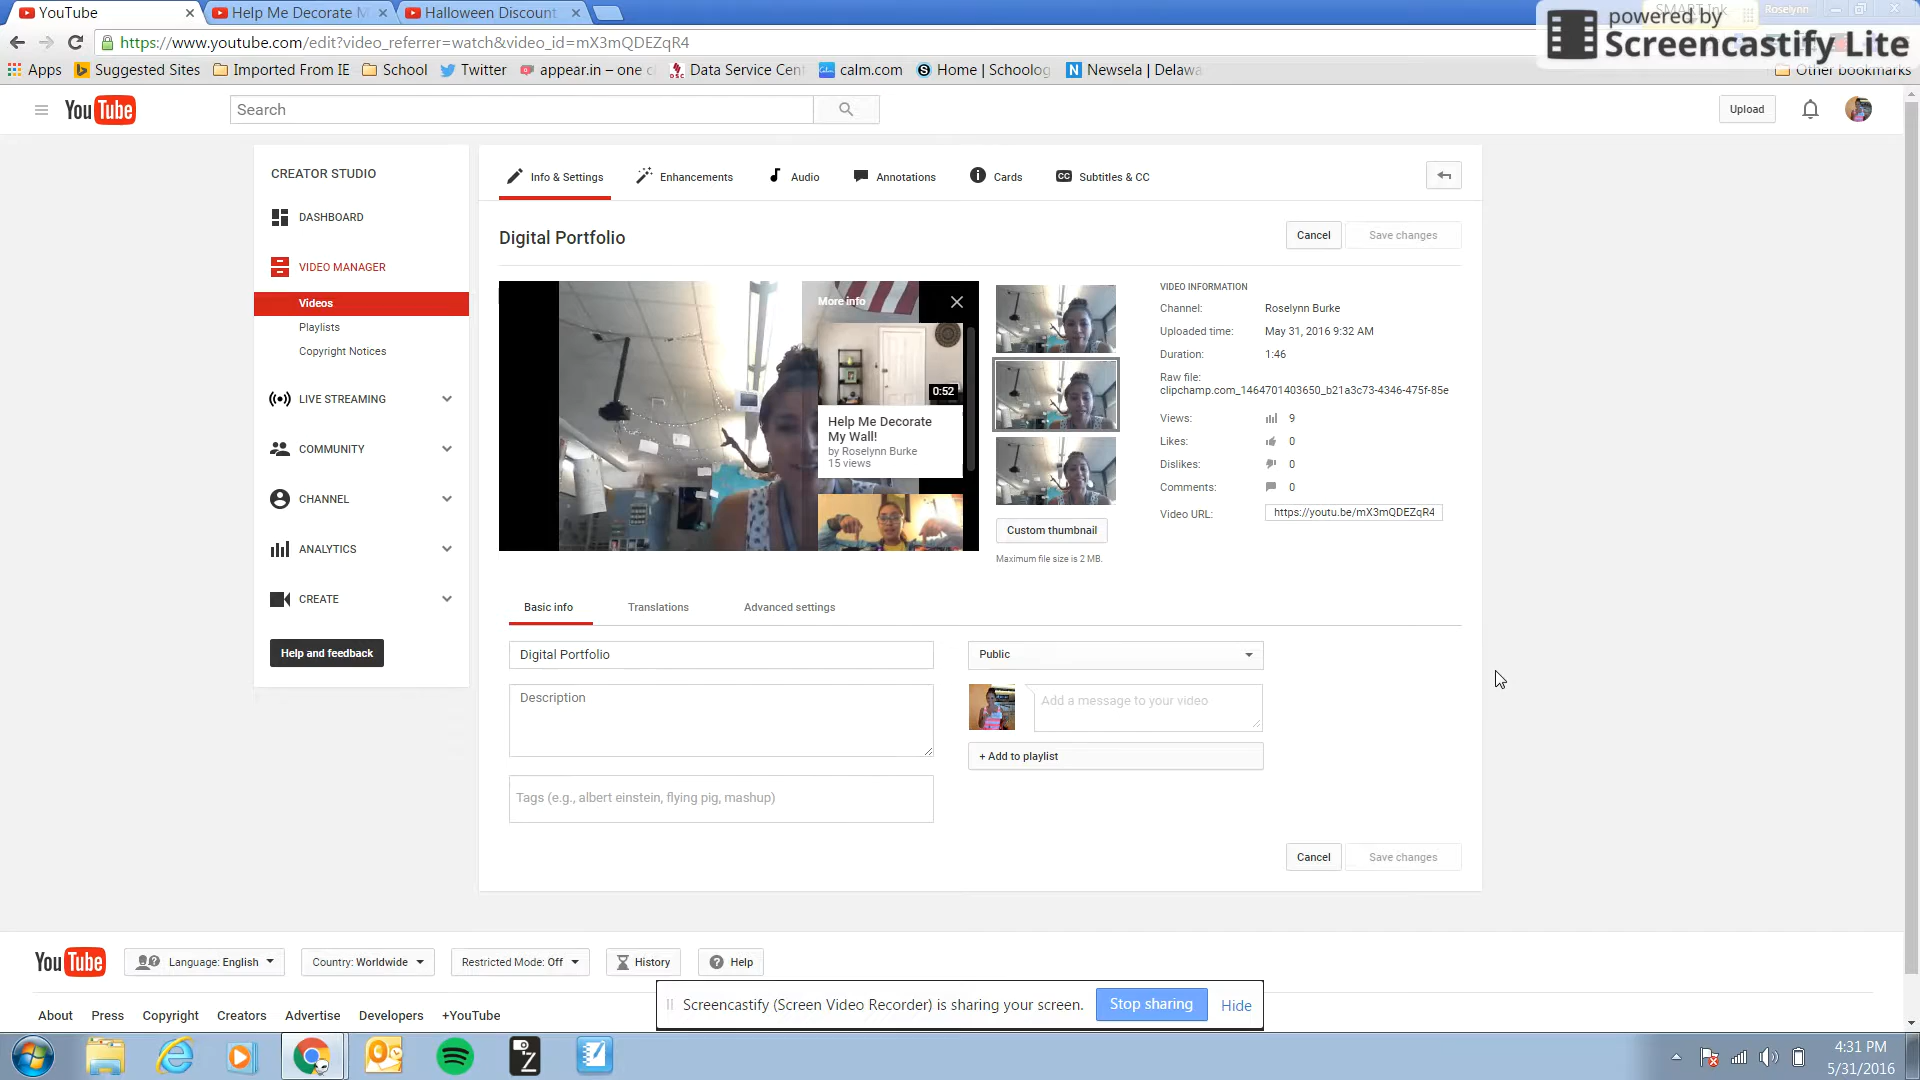 YouTube
Help Me Decorate M
Halloween Discount
SMART Ink
Roselynn
powered by
Screencastify Lite
https://www.youtube.com/edit?video_referrer=watch&video_id=mX3mQDEZqR4
Apps Suggested Sites Imported From IE School Twitter appear.in – one c Data Service Cent calm.com Home | Schoolog Newsela | Delawa Other bookmarks
YouTube
Search
Upload
CREATOR STUDIO
DASHBOARD
VIDEO MANAGER
Videos
Playlists
Copyright Notices
LIVE STREAMING
COMMUNITY
CHANNEL
ANALYTICS
CREATE
Help and feedback
Info & Settings Enhancements Audio Annotations Cards CC Subtitles & CC
Digital Portfolio
Cancel Save changes
More info
0:52
Help Me Decorate
My Wall!
by Roselynn Burke
15 views
Custom thumbnail
Maximum file size is 2 MB.
VIDEO INFORMATION
Channel: Roselynn Burke
Uploaded time: May 31, 2016 9:32 AM
Duration: 1:46
Raw file:
clipchamp.com_1464701403650_b21a3c73-4346-475f-85e
Views: 9
Likes: 0
Dislikes: 0
Comments: 0
Video URL: https://youtu.be/mX3mQDEZqR4
Basic info Translations Advanced settings
Digital Portfolio
Description
Tags (e.g., albert einstein, flying pig, mashup)
Public
Add a message to your video
+ Add to playlist
Cancel Save changes
YouTube Language: English Country: Worldwide Restricted Mode: Off History Help
Screencastify (Screen Video Recorder) is sharing your screen. Stop sharing Hide
About Press Copyright Creators Advertise Developers +YouTube
4:31 PM
5/31/2016